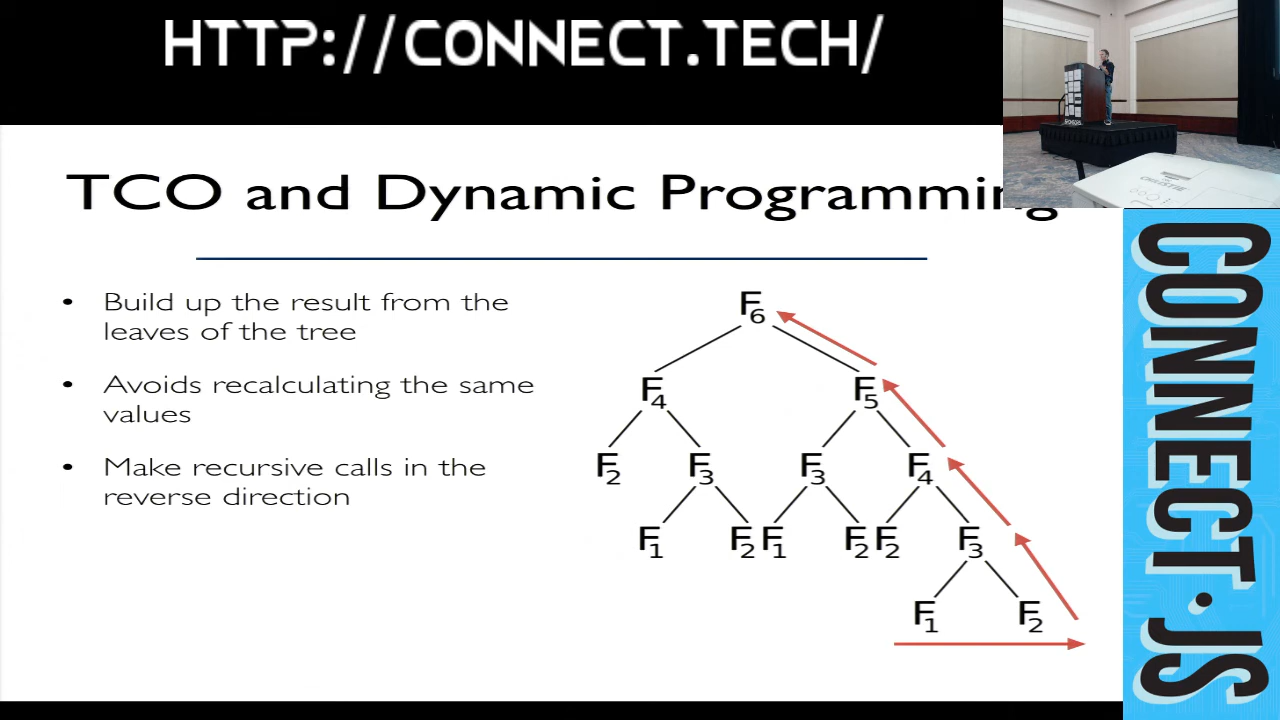 HTTP://CONNECT.TECH/
TCO and Dynamic Programming
• Build up the result from the
leaves of the tree
• Avoids recalculating the same
values
• Make recursive calls in the
reverse direction
F6
F4 F5
F2 F3 F3 F4
F1 F2 F1 F2 F2 F3
F1 F2
CHRISTIE
CONNECT.JS